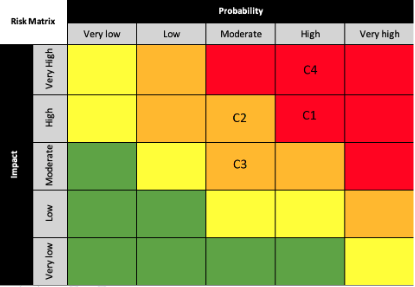 Risk Matrix
Probability
Very low Low Moderate High Very high
Impact
Very High
C4
High
C2 C1
Moderate
C3
Low
Very low